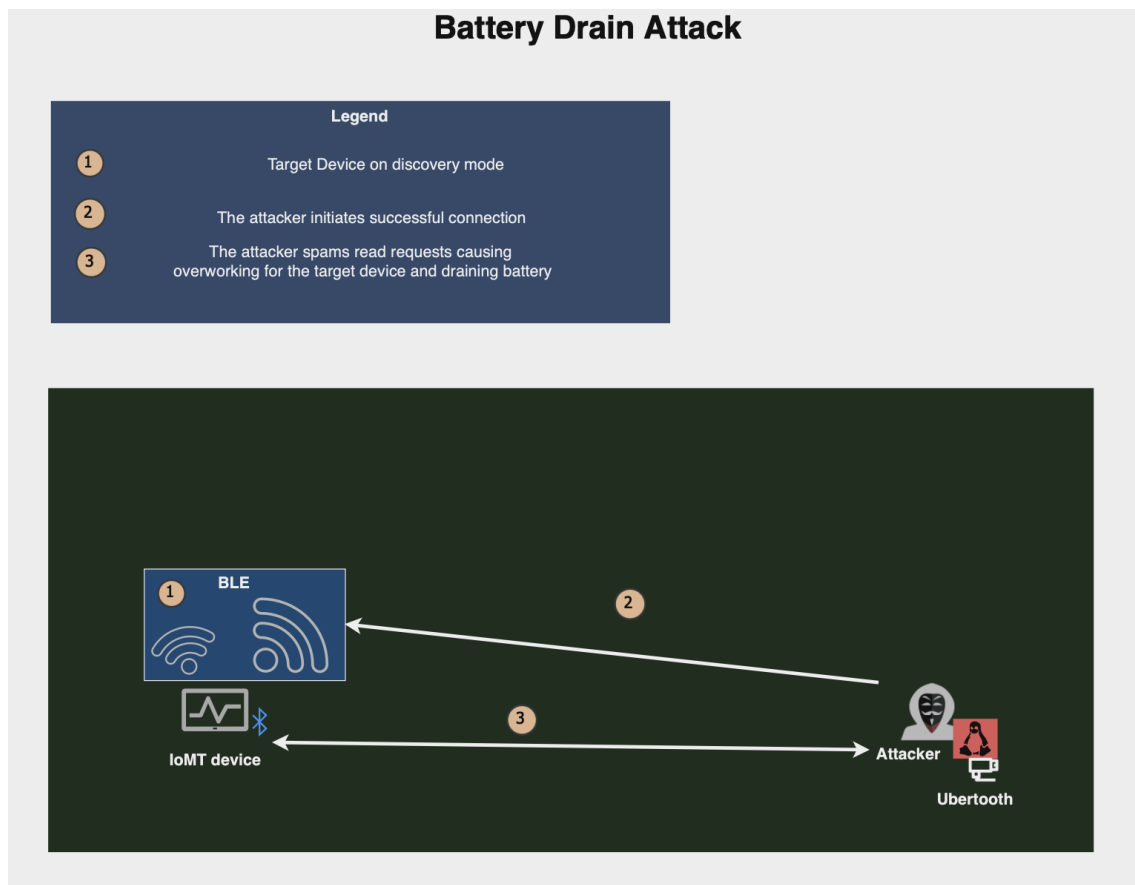 Battery Drain Attack
Legend
1
Target Device on discovery mode
2
The attacker initiates successful connection
3
The attacker spams read requests causing
overworking for the target device and draining battery
1
BLE
2
3
IoMT device
Attacker
Ubertooth